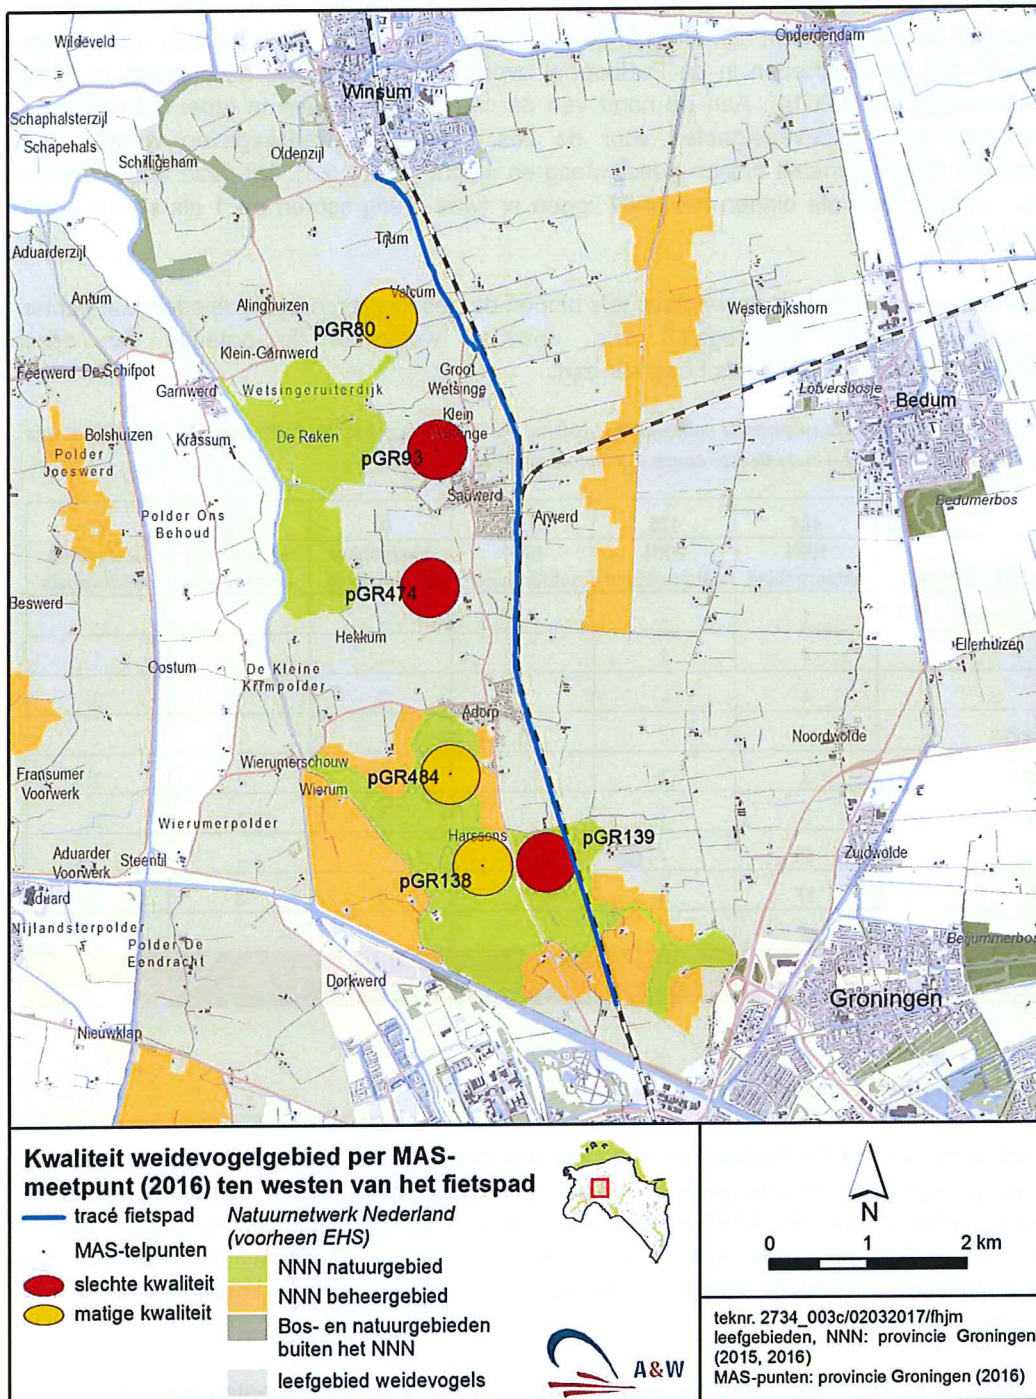 Wildeveld
Onderdendam
Winsum
Schaphalsterzijl
Schapehals
Schilligeham
Oldenzijl
Aduarderzijl
Tijum
Antum
Alinghuizen
Valcum
Westerdijkshorn
pGR80
Klein-Garnwerd
Feerwerd
De Schifpot
Groot
Wetsinge
Garnwerd
Wetsingeruiterdijk
Klein
Bedum
Bolshuizen
Krassum
De Raken
Polder
Joeswerd
pGR93
Sauwerd
Bedumerbos
Polder Ons
Behoud
Arwerd
pGR474
Beswerd
Hekkum
Ellerhuizen
Oostum
De Kleine
Krimpolder
Adorp
Noordwolde
Wierumerschouw
pGR484
Fransumer
Voorwerk
Wierum
Wierumerpolder
Harssens
pGR139
Aduarder
Voorwerk
Steentil
Zuidwolde
pGR138
Aduard
Nijlandsterpolder
Polder De
Eendracht
Beijumerbos
Dorkwerd
Groningen
Nieuwklap
Kwaliteit weidevogelgebied per MAS-
meetpunt (2016) ten westen van het fietspad
tracé fietspad
MAS-telpunten
slechte kwaliteit
matige kwaliteit
Natuurnetwerk Nederland
(voorheen EHS)
NNN natuurgebied
NNN beheergebied
Bos- en natuurgebieden
buiten het NNN
leefgebied weidevogels
A&W
N
0 1 2 km
teknr. 2734_003c/02032017/fhjm
leefgebieden, NNN: provincie Groningen
(2015, 2016)
MAS-punten: provincie Groningen (2016)